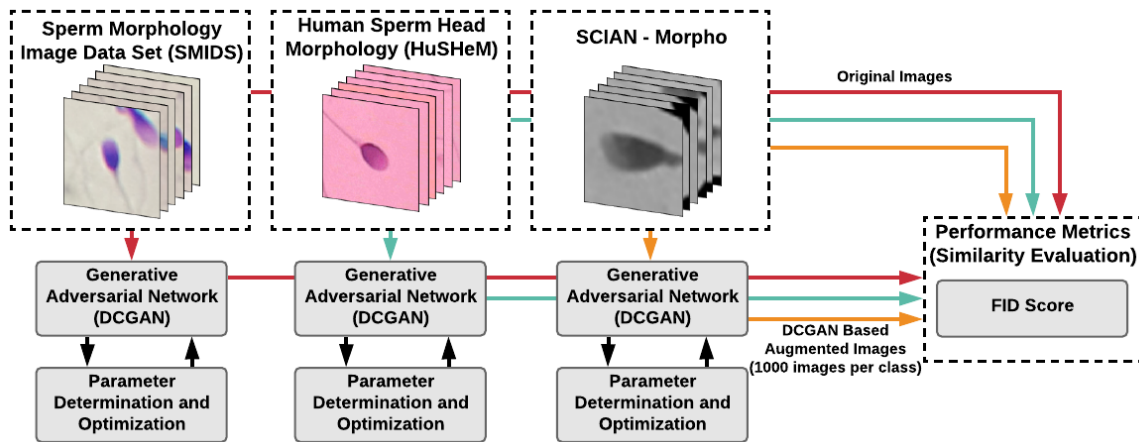 Sperm Morphology
Image Data Set (SMIDS)
Human Sperm Head
Morphology (HuSHeM)
SCIAN - Morpho
Original Images
Performance Metrics
(Similarity Evaluation)
FID Score
Generative
Adversarial Network
(DCGAN)
Generative
Adversarial Network
(DCGAN)
Generative
Adversarial Network
(DCGAN)
DCGAN Based
Augmented Images
(1000 images per class)
Parameter
Determination and
Optimization
Parameter
Determination and
Optimization
Parameter
Determination and
Optimization